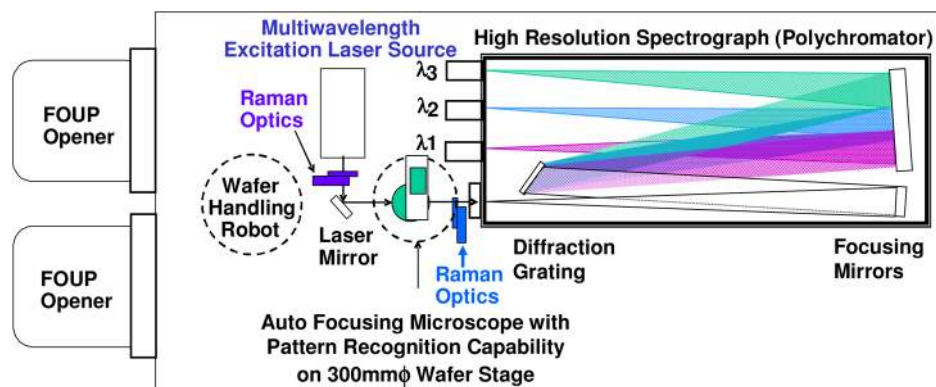 Multiwavelength
Excitation Laser Source
High Resolution Spectrograph (Polychromator)
λ3
λ2
λ1
FOUP
Opener
Raman
Optics
Wafer
Handling
Robot
Laser
Mirror
FOUP
Opener
Raman
Optics
Diffraction
Grating
Focusing
Mirrors
Auto Focusing Microscope with
Pattern Recognition Capability
on 300mmϕ Wafer Stage